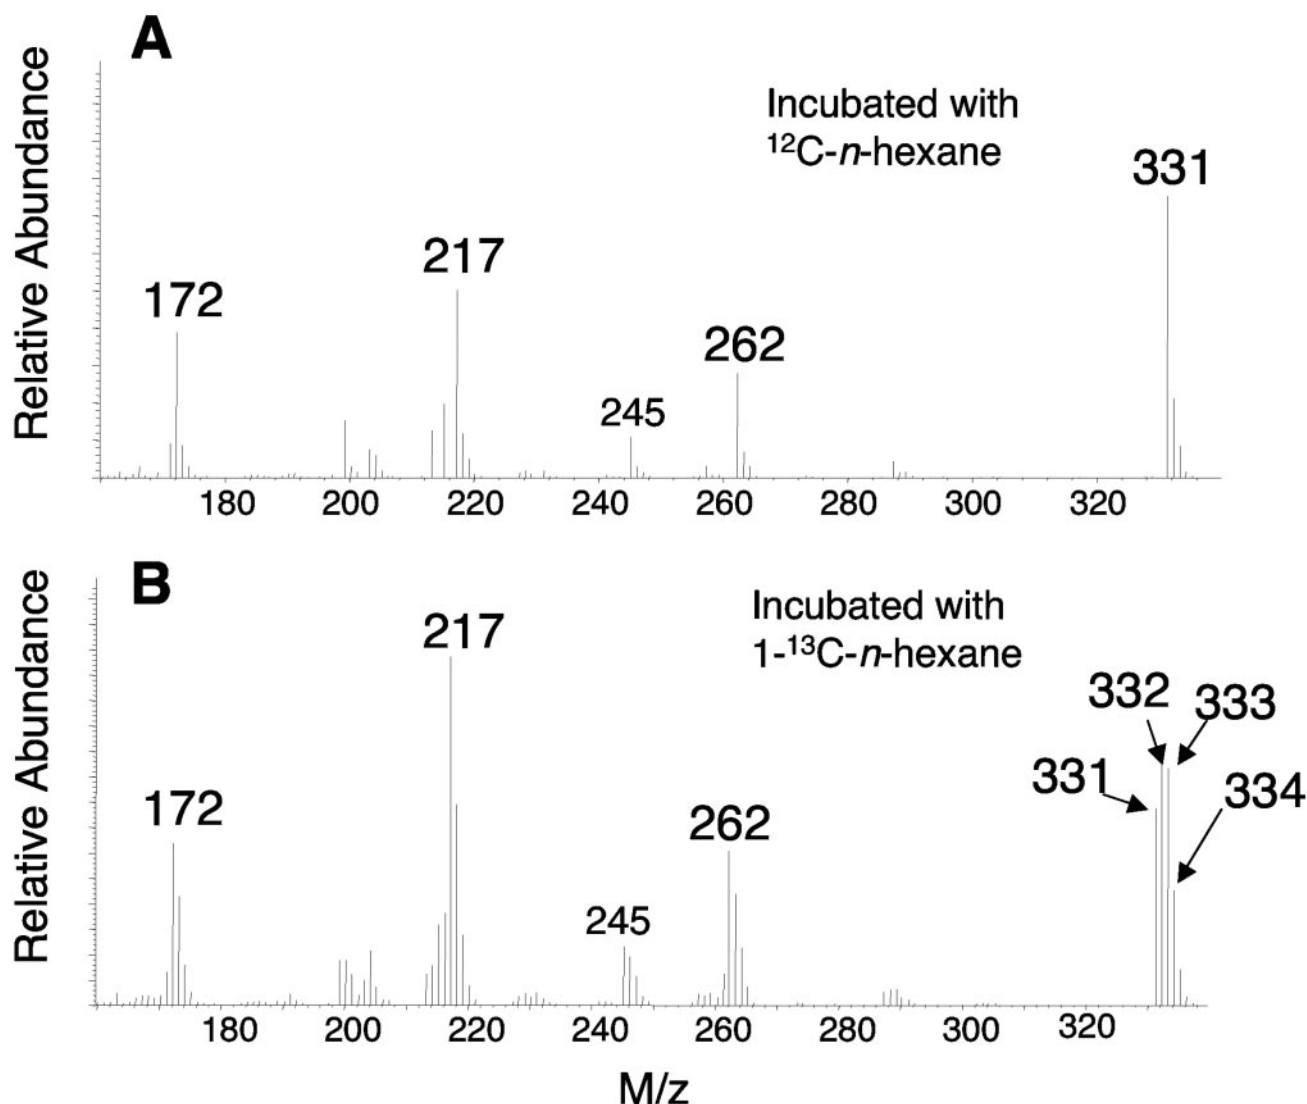 A
Relative Abundance
Incubated with
¹²C-n-hexane
331
217
172
262
245
180 200 220 240 260 280 300 320
B
Relative Abundance
Incubated with
1-¹³C-n-hexane
217
332
333
331
334
172
262
245
180 200 220 240 260 280 300 320
M/z